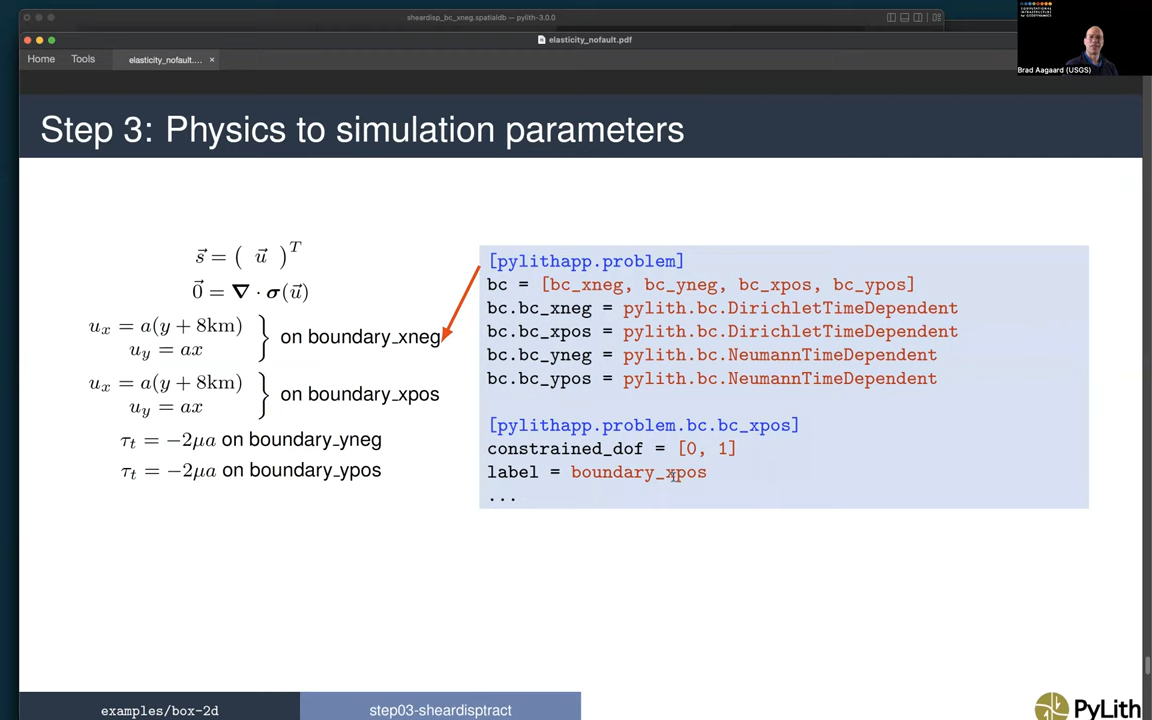 sheardisp_bc_xneg.spatialdb — pylith-3.0.0
elasticity_nofault.pdf
Home Tools elasticity_nofault.... ×
COMPUTATIONAL
INFRASTRUCTURE
for GEODYNAMICS
Brad Aagaard (USGS)
Step 3: Physics to simulation parameters
s⃗ = ( u⃗ )^T
0⃗ = ∇ · σ(u⃗)
u_x = a(y + 8km)
u_y = ax
} on boundary_xneg
u_x = a(y + 8km)
u_y = ax
} on boundary_xpos
τ_t = −2μa on boundary_yneg
τ_t = −2μa on boundary_ypos
[pylithapp.problem]
bc = [bc_xneg, bc_yneg, bc_xpos, bc_ypos]
bc.bc_xneg = pylith.bc.DirichletTimeDependent
bc.bc_xpos = pylith.bc.DirichletTimeDependent
bc.bc_yneg = pylith.bc.NeumannTimeDependent
bc.bc_ypos = pylith.bc.NeumannTimeDependent
[pylithapp.problem.bc.bc_xpos]
constrained_dof = [0, 1]
label = boundary_xpos
...
examples/box-2d
step03-sheardisptract
PyLith